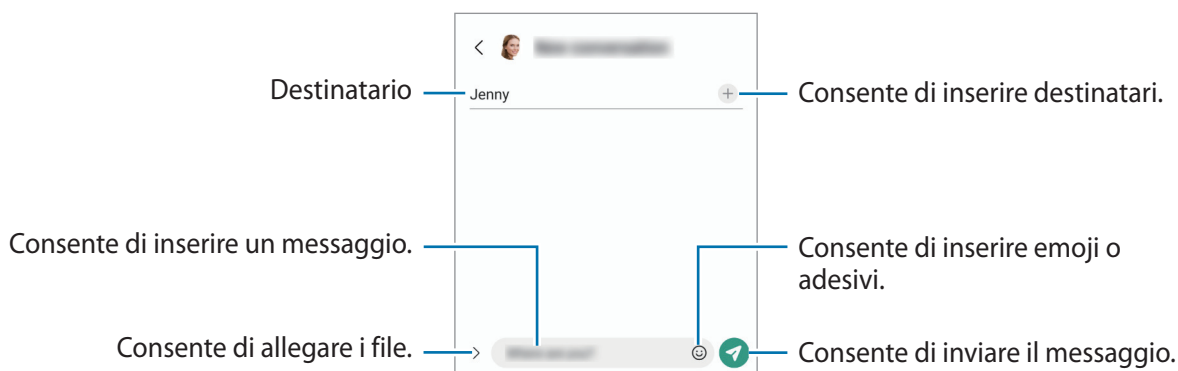 Destinatario
Jenny
Consente di inserire destinatari.
Consente di inserire un messaggio.
Consente di inserire emoji o
adesivi.
Consente di allegare i file.
Consente di inviare il messaggio.